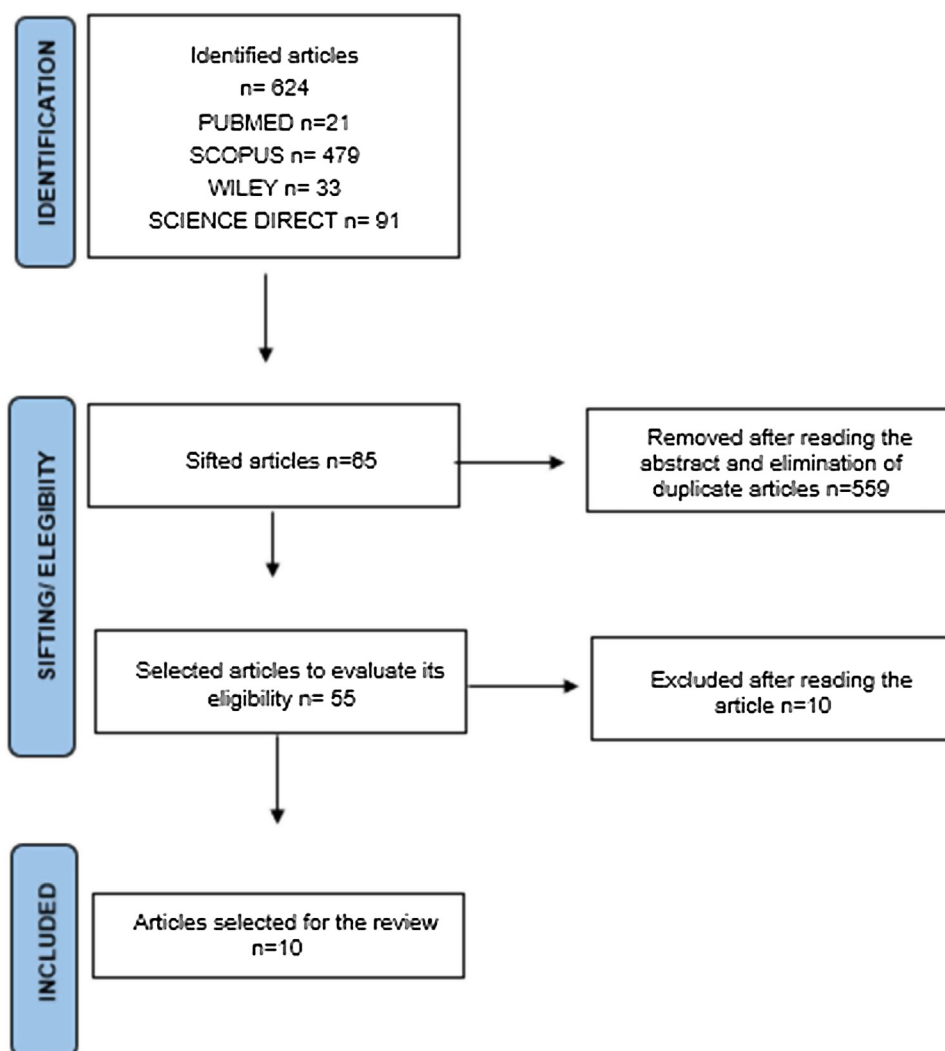 IDENTIFICATION
Identified articles
n= 624
PUBMED n=21
SCOPUS n= 479
WILEY n= 33
SCIENCE DIRECT n= 91
SIFTING/ ELEGIBIITY
Sifted articles n=65
Removed after reading the
abstract and elimination of
duplicate articles n=559
Selected articles to evaluate its
eligibility n= 55
Excluded after reading the
article n=10
INCLUDED
Articles selected for the review
n=10